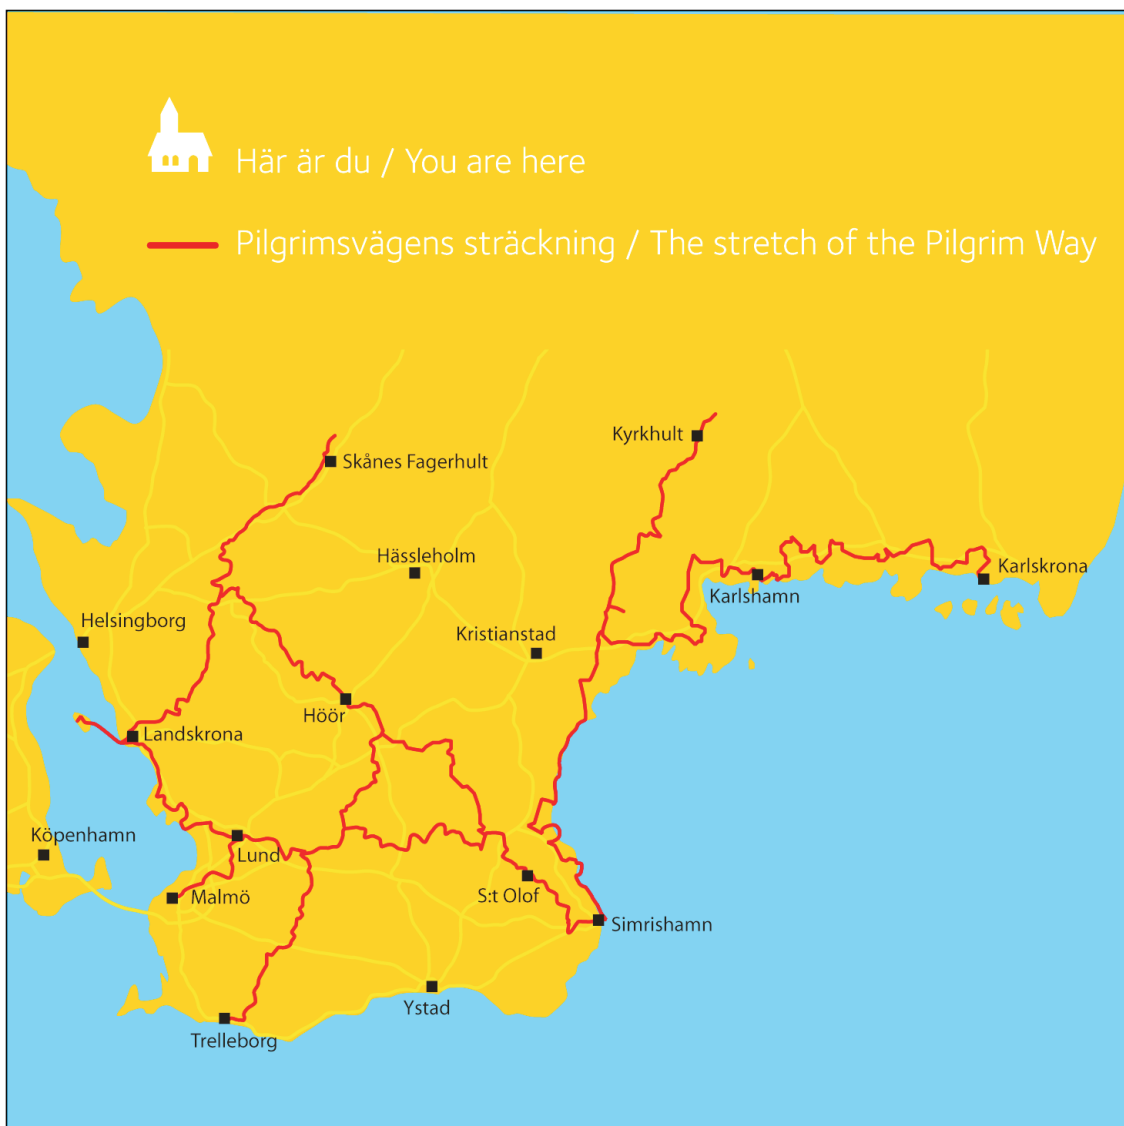 Här är du / You are here
Pilgrimsvägens sträckning / The stretch of the Pilgrim Way
Kyrkhult
Skånes Fagerhult
Hässleholm
Karlskrona
Karlshamn
Helsingborg
Kristianstad
Höör
Landskrona
Köpenhamn
Lund
Malmö
S:t Olof
Simrishamn
Ystad
Trelleborg